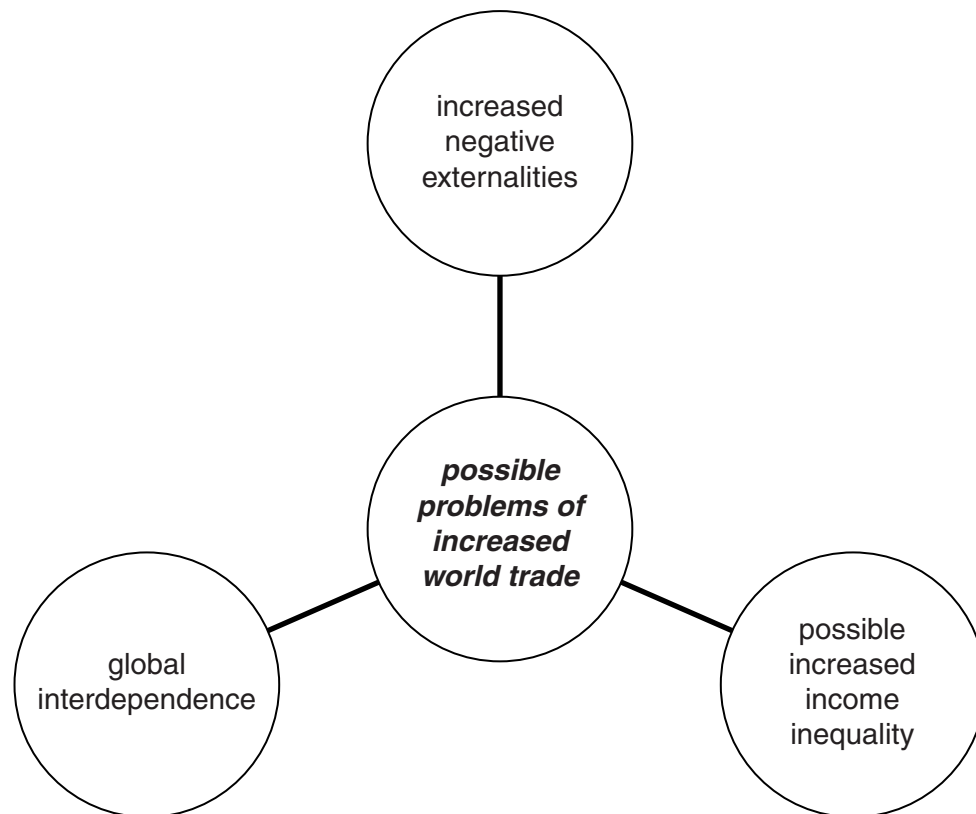 increased
negative
externalities
possible
problems of
increased
world trade
global
interdependence
possible
increased
income
inequality